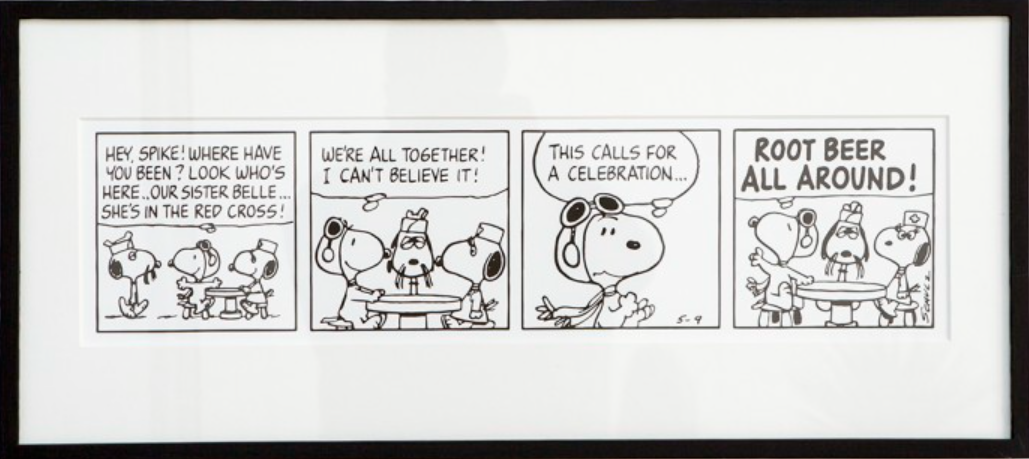 HEY, SPIKE! WHERE HAVE
YOU BEEN? LOOK WHO'S
HERE.. OUR SISTER BELLE...
SHE'S IN THE RED CROSS!
WE'RE ALL TOGETHER!
I CAN'T BELIEVE IT!
THIS CALLS FOR
A CELEBRATION...
5-9
ROOT BEER
ALL AROUND!
SCHULZ